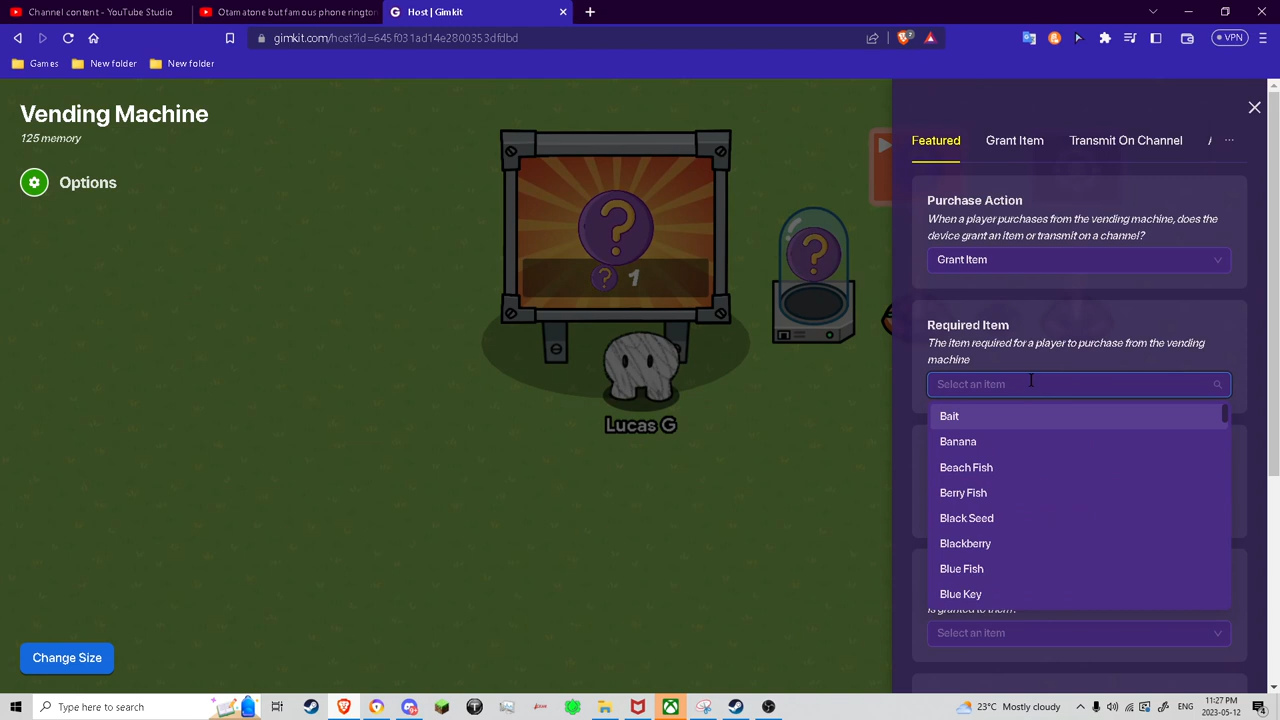 Channel content - YouTube Studio
Otamatone but famous phone rington
Host | Gimkit
gimkit.com/host?id=645f031ad14e2800353dfdbd
VPN
Games
New folder
New folder
Vending Machine
125 memory
Options
?
? 1
?
Lucas G
Change Size
Featured
Grant Item
Transmit On Channel
Purchase Action
When a player purchases from the vending machine, does the
device grant an item or transmit on a channel?
Grant Item
Required Item
The item required for a player to purchase from the vending
machine
Select an item
Bait
Banana
Beach Fish
Berry Fish
Black Seed
Blackberry
Blue Fish
Blue Key
is granted to them?
Select an item
Type here to search
23°C Mostly cloudy
ENG
11:27 PM
2023-05-12